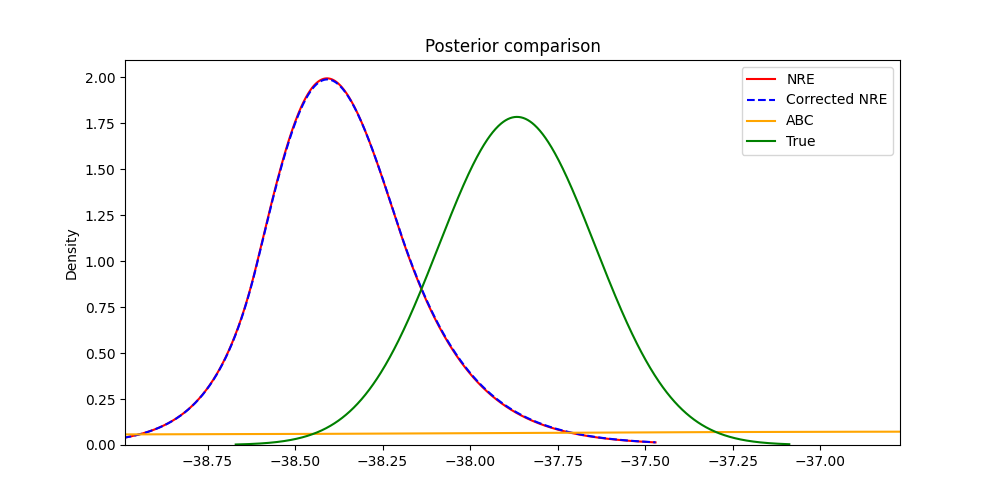 Posterior comparison
NRE
Corrected NRE
ABC
True
Density
2.00
1.75
1.50
1.25
1.00
0.75
0.50
0.25
0.00
−38.75
−38.50
−38.25
−38.00
−37.75
−37.50
−37.25
−37.00